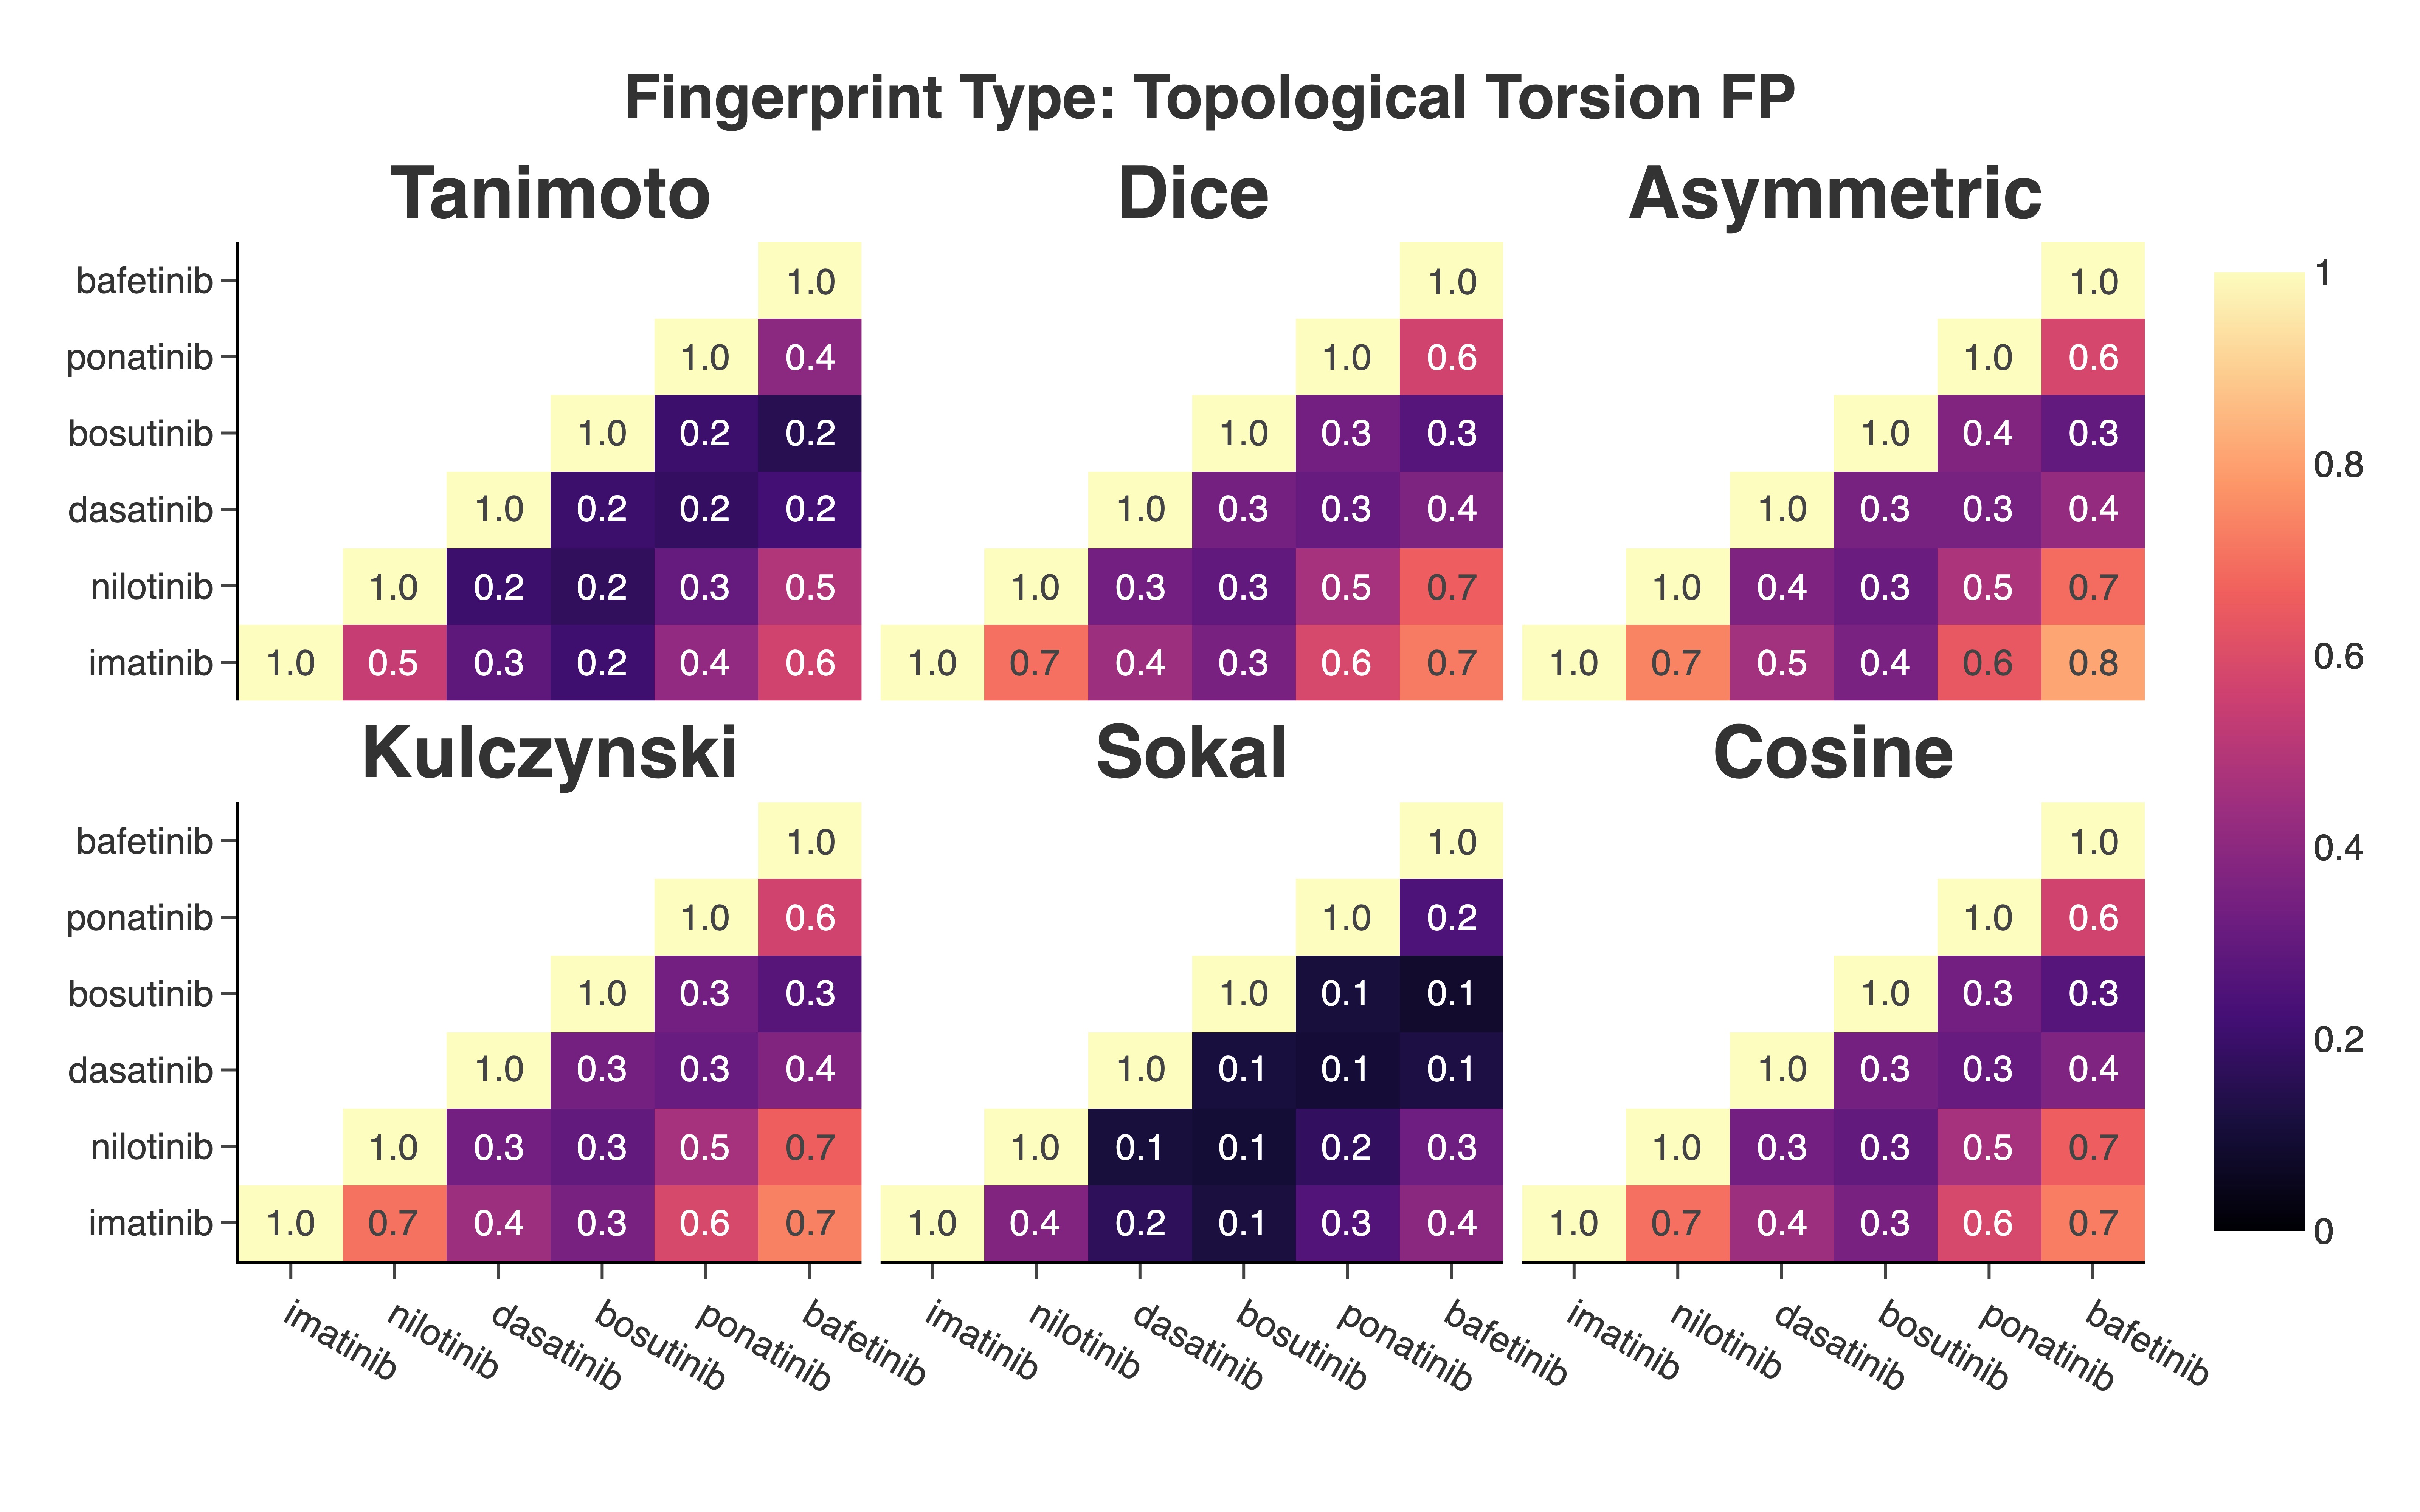 Fingerprint Type: Topological Torsion FP
Tanimoto Dice Asymmetric
bafetinib 1.0 1.0 1.0 1
ponatinib 1.0 0.4 1.0 0.6 1.0 0.6
bosutinib 1.0 0.2 0.2 1.0 0.3 0.3 1.0 0.4 0.3 0.8
dasatinib 1.0 0.2 0.2 0.2 1.0 0.3 0.3 0.4 1.0 0.3 0.3 0.4
nilotinib 1.0 0.2 0.2 0.3 0.5 1.0 0.3 0.3 0.5 0.7 1.0 0.4 0.3 0.5 0.7
imatinib 1.0 0.5 0.3 0.2 0.4 0.6 1.0 0.7 0.4 0.3 0.6 0.7 1.0 0.7 0.5 0.4 0.6 0.8 0.6
Kulczynski Sokal Cosine
bafetinib 1.0 1.0 1.0 0.4
ponatinib 1.0 0.6 1.0 0.2 1.0 0.6
bosutinib 1.0 0.3 0.3 1.0 0.1 0.1 1.0 0.3 0.3
dasatinib 1.0 0.3 0.3 0.4 1.0 0.1 0.1 0.1 1.0 0.3 0.3 0.4 0.2
nilotinib 1.0 0.3 0.3 0.5 0.7 1.0 0.1 0.1 0.2 0.3 1.0 0.3 0.3 0.5 0.7
imatinib 1.0 0.7 0.4 0.3 0.6 0.7 1.0 0.4 0.2 0.1 0.3 0.4 1.0 0.7 0.4 0.3 0.6 0.7 0
imatinib nilotinib dasatinib bosutinib ponatinib bafetinib imatinib nilotinib dasatinib bosutinib ponatinib bafetinib imatinib nilotinib dasatinib bosutinib ponatinib bafetinib